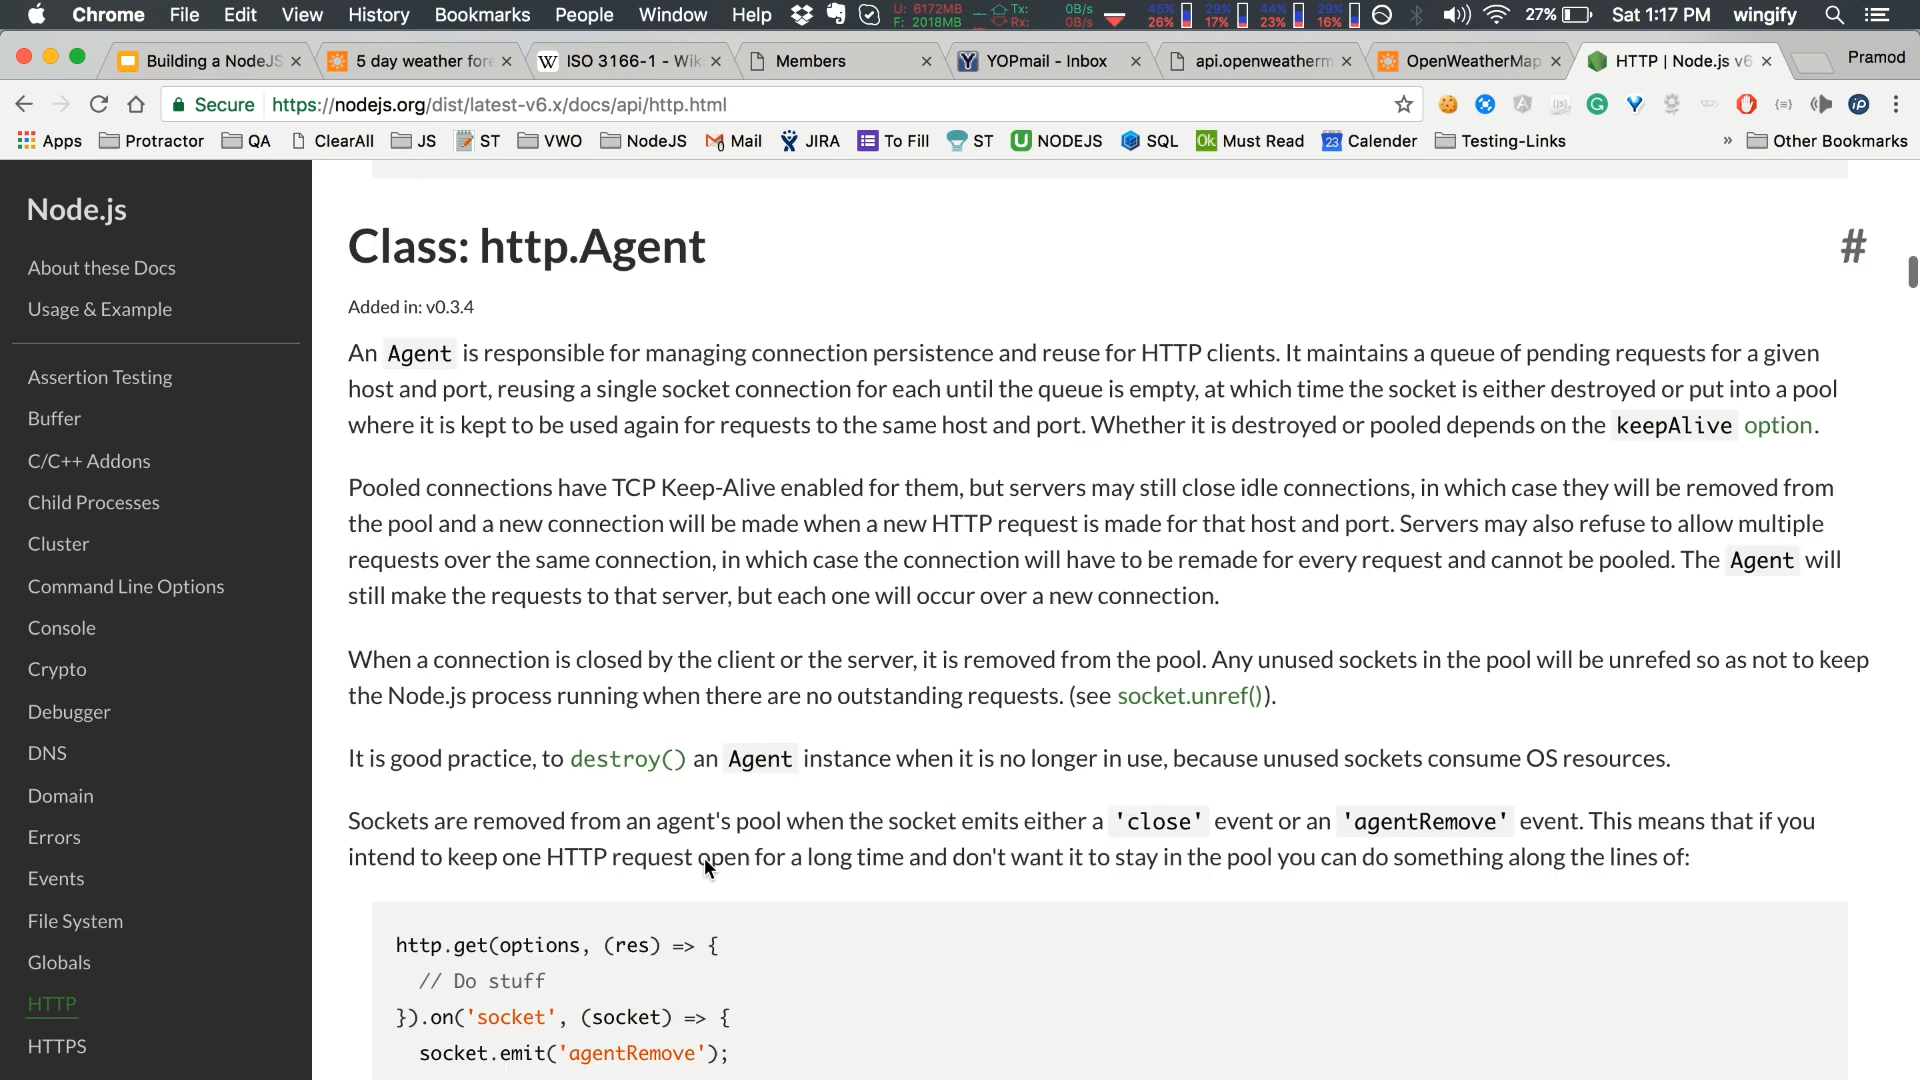 Chrome File Edit View History Bookmarks People Window Help U: 6172MB F: 2018MB Tx: Rx: 0B/s 0B/s 45% 26% 29% 17% 44% 23% 29% 16% 27% Sat 1:17 PM wingify
Building a NodeJS 5 day weather fore ISO 3166-1 - Wik Members YOPmail - Inbox api.openweatherm OpenWeatherMap HTTP | Node.js v6 Pramod
Secure https://nodejs.org/dist/latest-v6.x/docs/api/http.html
Apps Protractor QA ClearAll JS ST VWO NodeJS Mail JIRA To Fill ST NODEJS SQL Ok Must Read 23 Calender Testing-Links » Other Bookmarks
Node.js
About these Docs
Usage & Example
Assertion Testing
Buffer
C/C++ Addons
Child Processes
Cluster
Command Line Options
Console
Crypto
Debugger
DNS
Domain
Errors
Events
File System
Globals
HTTP
HTTPS
Class: http.Agent #
Added in: v0.3.4
An Agent is responsible for managing connection persistence and reuse for HTTP clients. It maintains a queue of pending requests for a given
host and port, reusing a single socket connection for each until the queue is empty, at which time the socket is either destroyed or put into a pool
where it is kept to be used again for requests to the same host and port. Whether it is destroyed or pooled depends on the keepAlive option.
Pooled connections have TCP Keep-Alive enabled for them, but servers may still close idle connections, in which case they will be removed from
the pool and a new connection will be made when a new HTTP request is made for that host and port. Servers may also refuse to allow multiple
requests over the same connection, in which case the connection will have to be remade for every request and cannot be pooled. The Agent will
still make the requests to that server, but each one will occur over a new connection.
When a connection is closed by the client or the server, it is removed from the pool. Any unused sockets in the pool will be unrefed so as not to keep
the Node.js process running when there are no outstanding requests. (see socket.unref()).
It is good practice, to destroy() an Agent instance when it is no longer in use, because unused sockets consume OS resources.
Sockets are removed from an agent's pool when the socket emits either a 'close' event or an 'agentRemove' event. This means that if you
intend to keep one HTTP request open for a long time and don't want it to stay in the pool you can do something along the lines of:
http.get(options, (res) => {
// Do stuff
}).on('socket', (socket) => {
socket.emit('agentRemove');